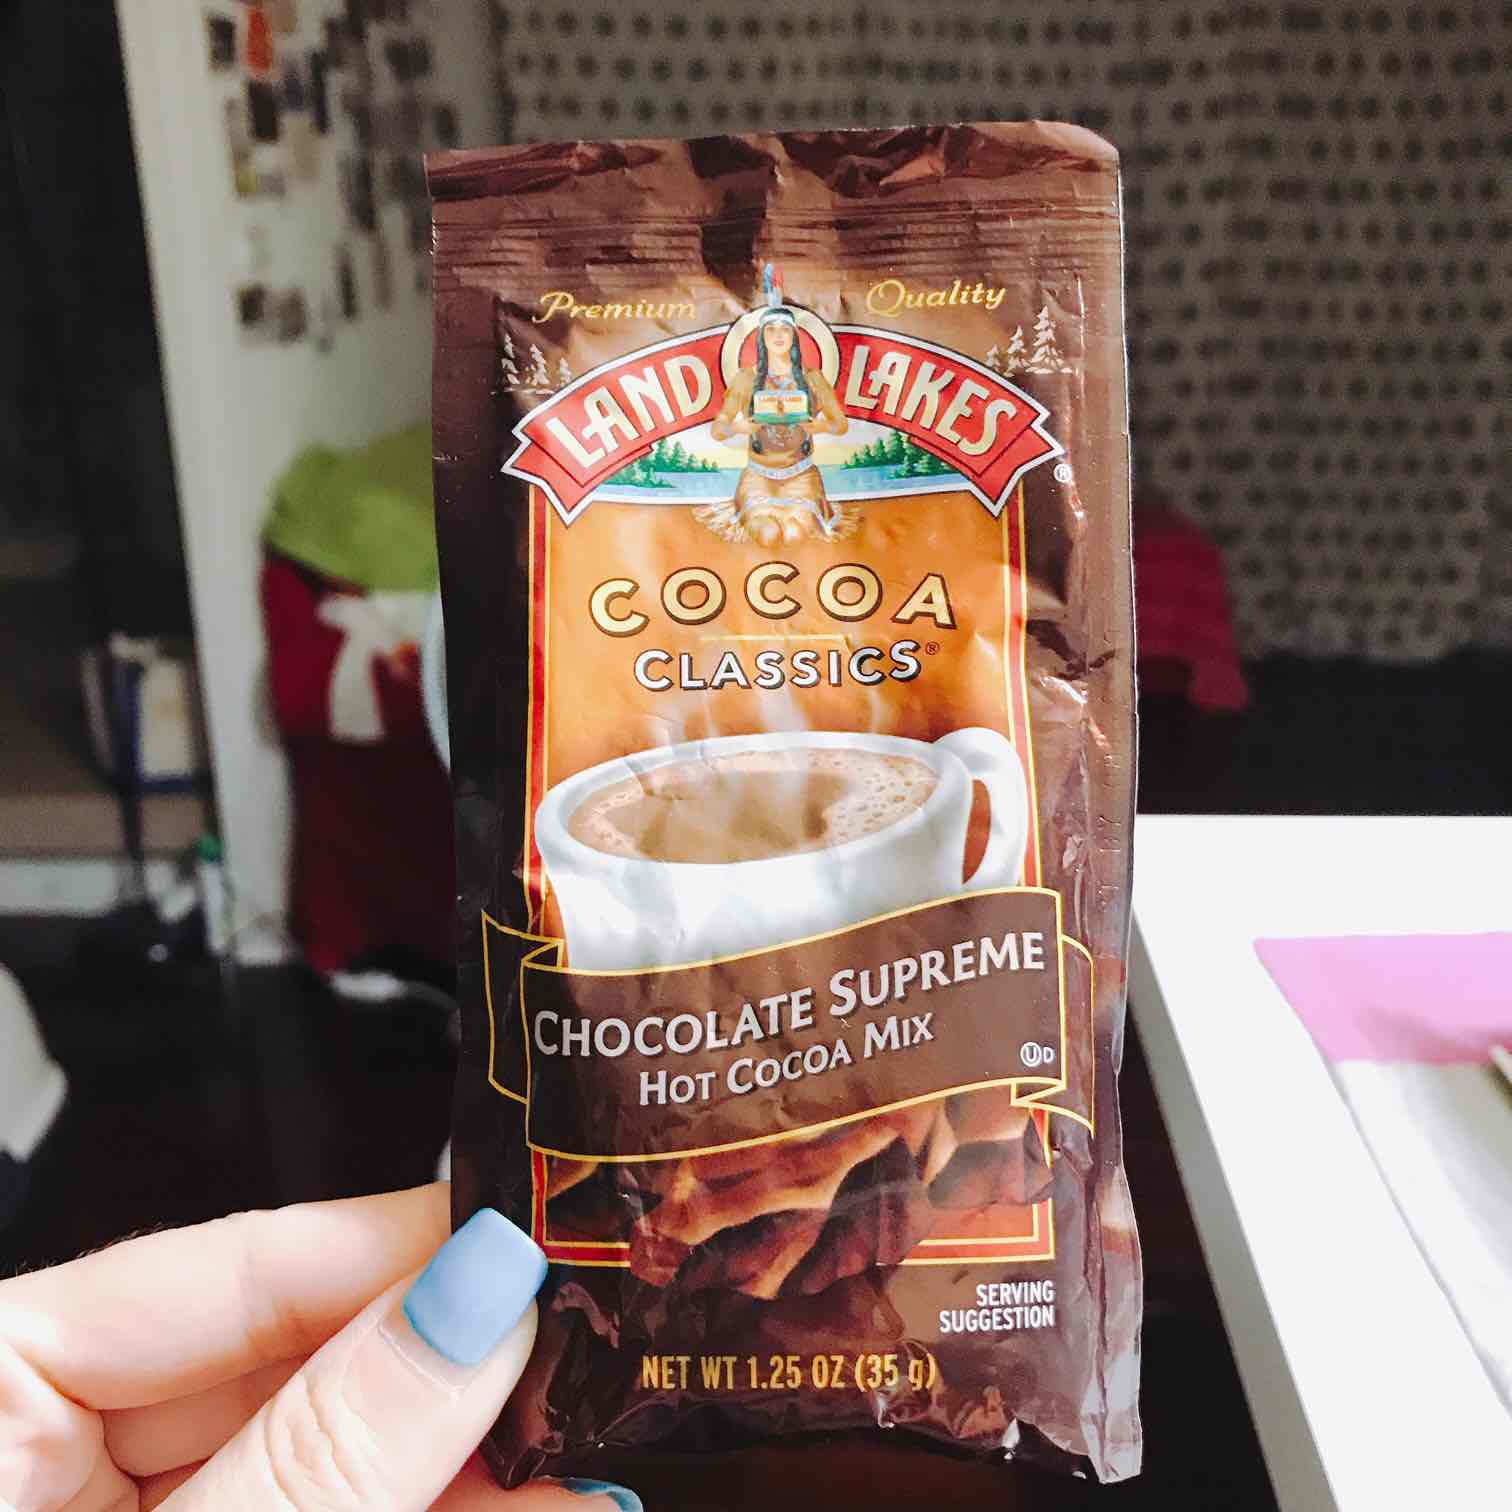 Premium Quality
LAND O LAKES ®
COCOA
CLASSICS®
CHOCOLATE SUPREME
HOT COCOA MIX
U D
SERVING
SUGGESTION
NET WT 1.25 OZ (35 g)